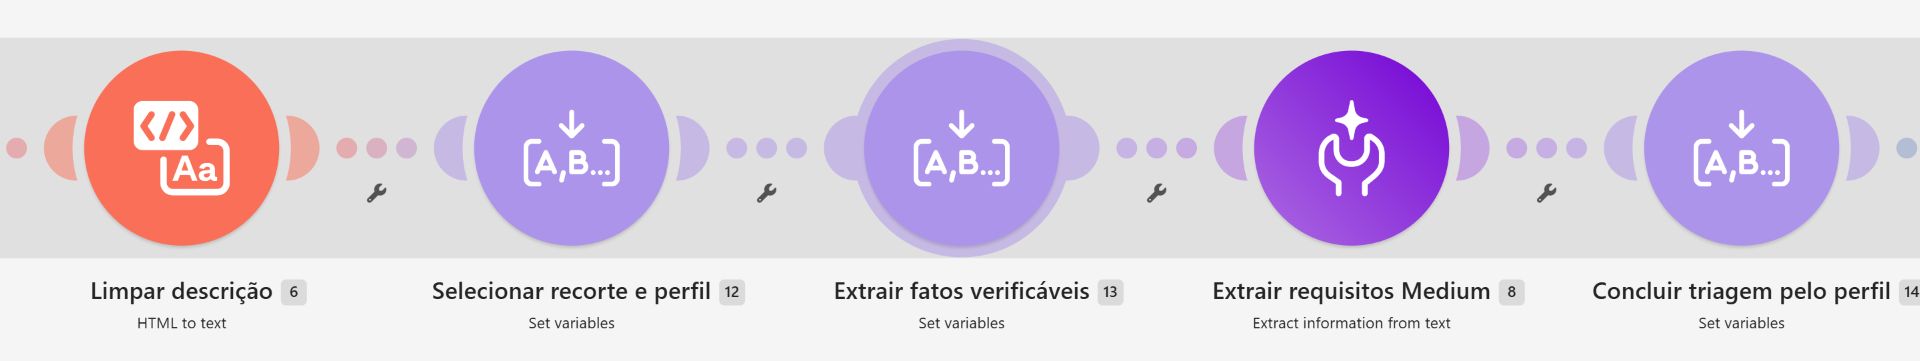 </>
Aa
[A,B...]
[A,B...]
[A,B...]
Limpar descrição 6
HTML to text
Selecionar recorte e perfil 12
Set variables
Extrair fatos verificáveis 13
Set variables
Extrair requisitos Medium 8
Extract information from text
Concluir triagem pelo perfil 14
Set variables